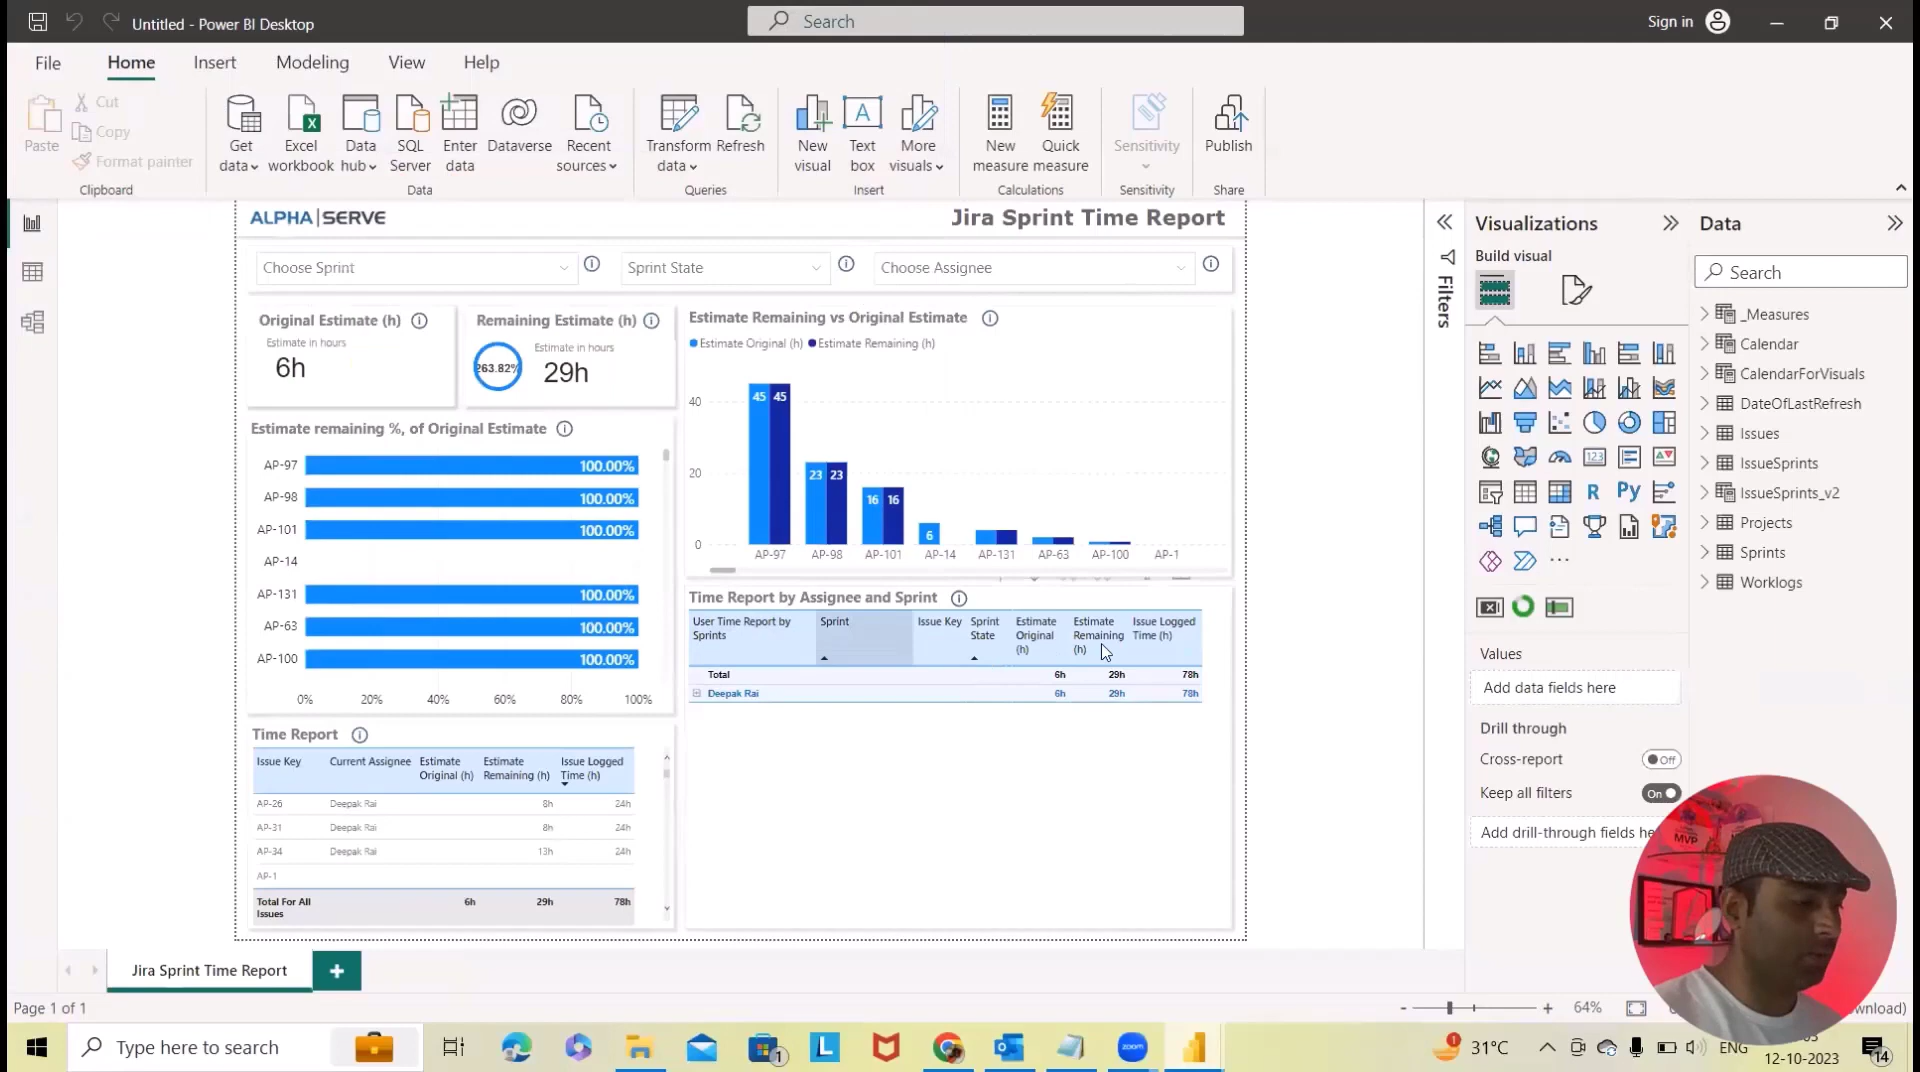 Untitled - Power BI Desktop
Search
Sign in
File
Home
Insert
Modeling
View
Help
Paste
Cut
Copy
Format painter
Clipboard
Get data
Excel workbook
Data hub
SQL Server
Enter data
Dataverse
Recent sources
Data
Transform data
Refresh
Queries
New visual
Text box
More visuals
Insert
New measure
Quick measure
Calculations
Sensitivity
Sensitivity
Publish
Share
ALPHA|SERVE
Jira Sprint Time Report
Choose Sprint
Sprint State
Choose Assignee
Original Estimate (h)
Estimate in hours
6h
Remaining Estimate (h)
Estimate in hours
263.82%
29h
Estimate Remaining vs Original Estimate
Estimate Original (h) Estimate Remaining (h)
40
20
0
45 45
23 23
16 16
6
AP-97 AP-98 AP-101 AP-14 AP-131 AP-63 AP-100 AP-1
Estimate remaining %, of Original Estimate
AP-97 100.00%
AP-98 100.00%
AP-101 100.00%
AP-14
AP-131 100.00%
AP-63 100.00%
AP-100 100.00%
0% 20% 40% 60% 80% 100%
Time Report by Assignee and Sprint
User Time Report by Sprints
Sprint
Issue Key
Sprint State
Estimate Original (h)
Estimate Remaining (h)
Issue Logged Time (h)
Total 6h 29h 78h
Deepak Rai 6h 29h 78h
Time Report
Issue Key
Current Assignee
Estimate Original (h)
Estimate Remaining (h)
Issue Logged Time (h)
AP-26 Deepak Rai 8h 24h
AP-31 Deepak Rai 8h 24h
AP-34 Deepak Rai 13h 24h
AP-1
Total For All Issues 6h 29h 78h
Filters
Visualizations
Build visual
R
Py
123
Values
Add data fields here
Drill through
Cross-report
Off
Keep all filters
On
Add drill-through fields he
Data
Search
_Measures
Calendar
CalendarForVisuals
DateOfLastRefresh
Issues
IssueSprints
IssueSprints_v2
Projects
Sprints
Worklogs
MVP
Jira Sprint Time Report
Page 1 of 1
64%
wnload)
Type here to search
1
L
zoom
31°C
ENG
12-10-2023
14